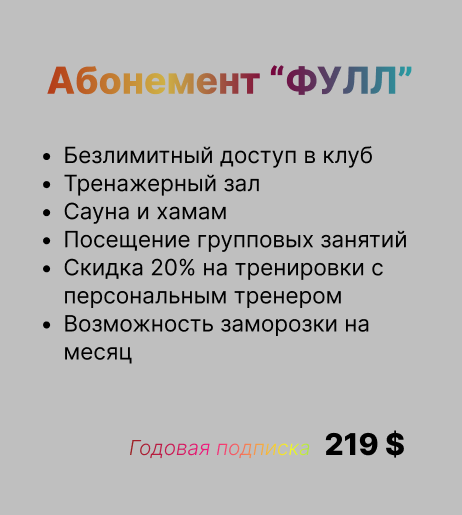 Абонемент “ФУЛЛ”
• Безлимитный доступ в клуб
• Тренажерный зал
• Сауна и хамам
• Посещение групповых занятий
• Скидка 20% на тренировки с
персональным тренером
• Возможность заморозки на
месяц
Годовая подписка 219 $